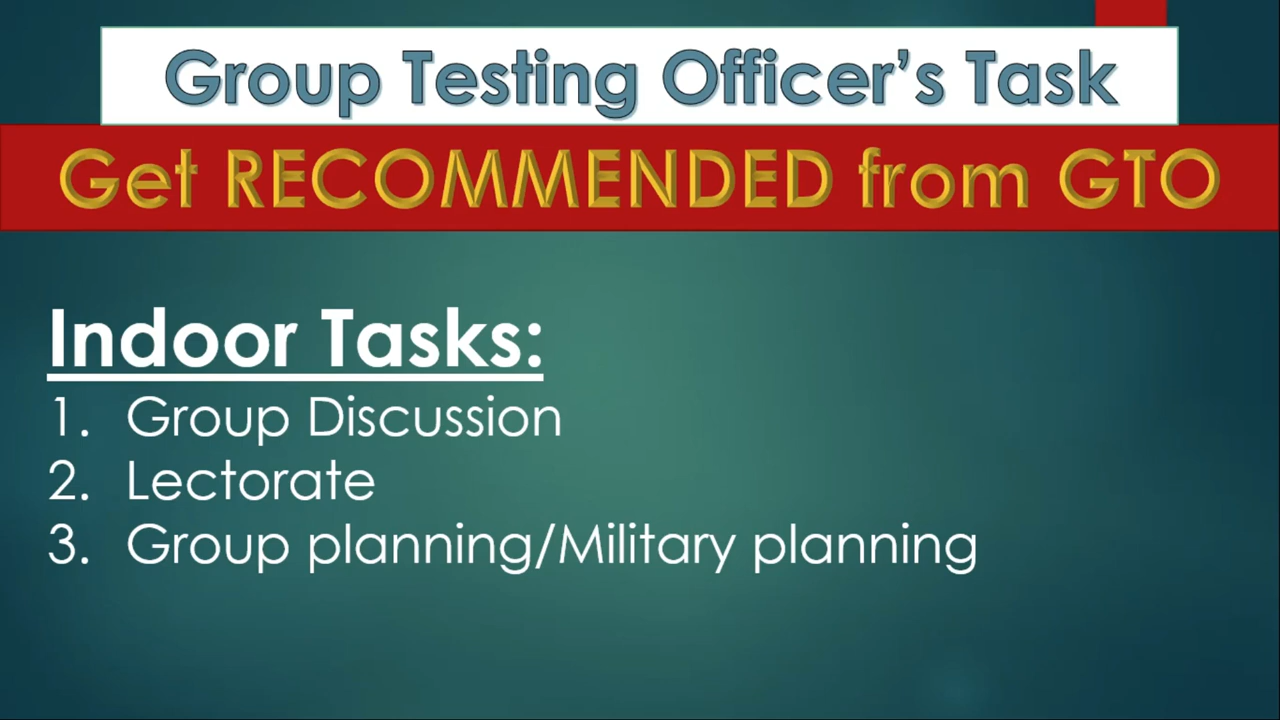 Group Testing Officer’s Task
Get RECOMMENDED from GTO
Indoor Tasks:
1. Group Discussion
2. Lectorate
3. Group planning/Military planning